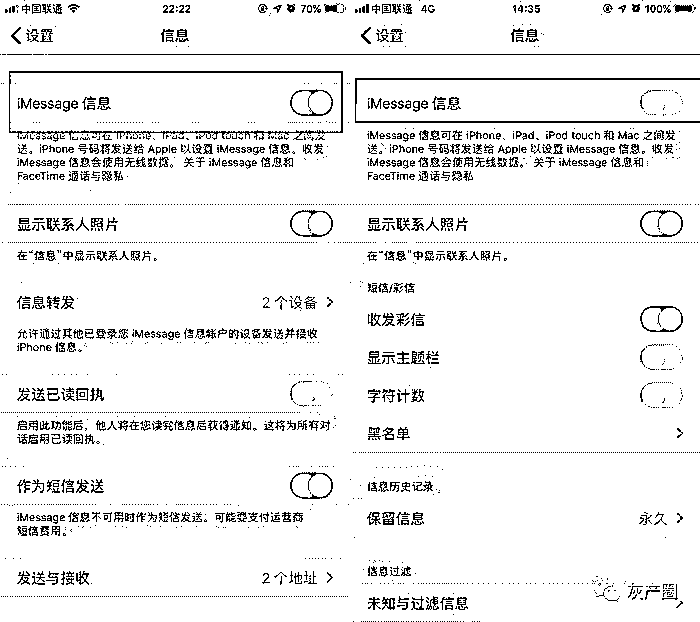 中国联通
22:22
70%
设置
信息
iMessage 信息
iMessage 信息可在 iPhone、iPad、iPod touch 和 Mac 之间发
送。iPhone 号码将发送给 Apple 以设置 iMessage 信息。收发
iMessage 信息会使用无线数据。 关于 iMessage 信息和
FaceTime 通话与隐私
显示联系人照片
在“信息”中显示联系人照片。
信息转发
2 个设备
允许通过其他已登录您 iMessage 信息帐户的设备发送并接收
iPhone 信息。
发送已读回执
启用此功能后，他人将在您读完信息后获得通知。这将为所有对
话启用已读回执。
作为短信发送
iMessage 信息不可用时作为短信发送。可能要支付运营商
短信费用。
发送与接收
2 个地址
中国联通 4G
14:35
100%
设置
信息
iMessage 信息
iMessage 信息可在 iPhone、iPad、iPod touch 和 Mac 之间发
送。iPhone 号码将发送给 Apple 以设置 iMessage 信息。收发
iMessage 信息会使用无线数据。 关于 iMessage 信息和
FaceTime 通话与隐私
显示联系人照片
在“信息”中显示联系人照片。
短信/彩信
收发彩信
显示主题栏
字符计数
黑名单
信息历史记录
保留信息
永久
信息过滤
未知与过滤信息
灰产圈